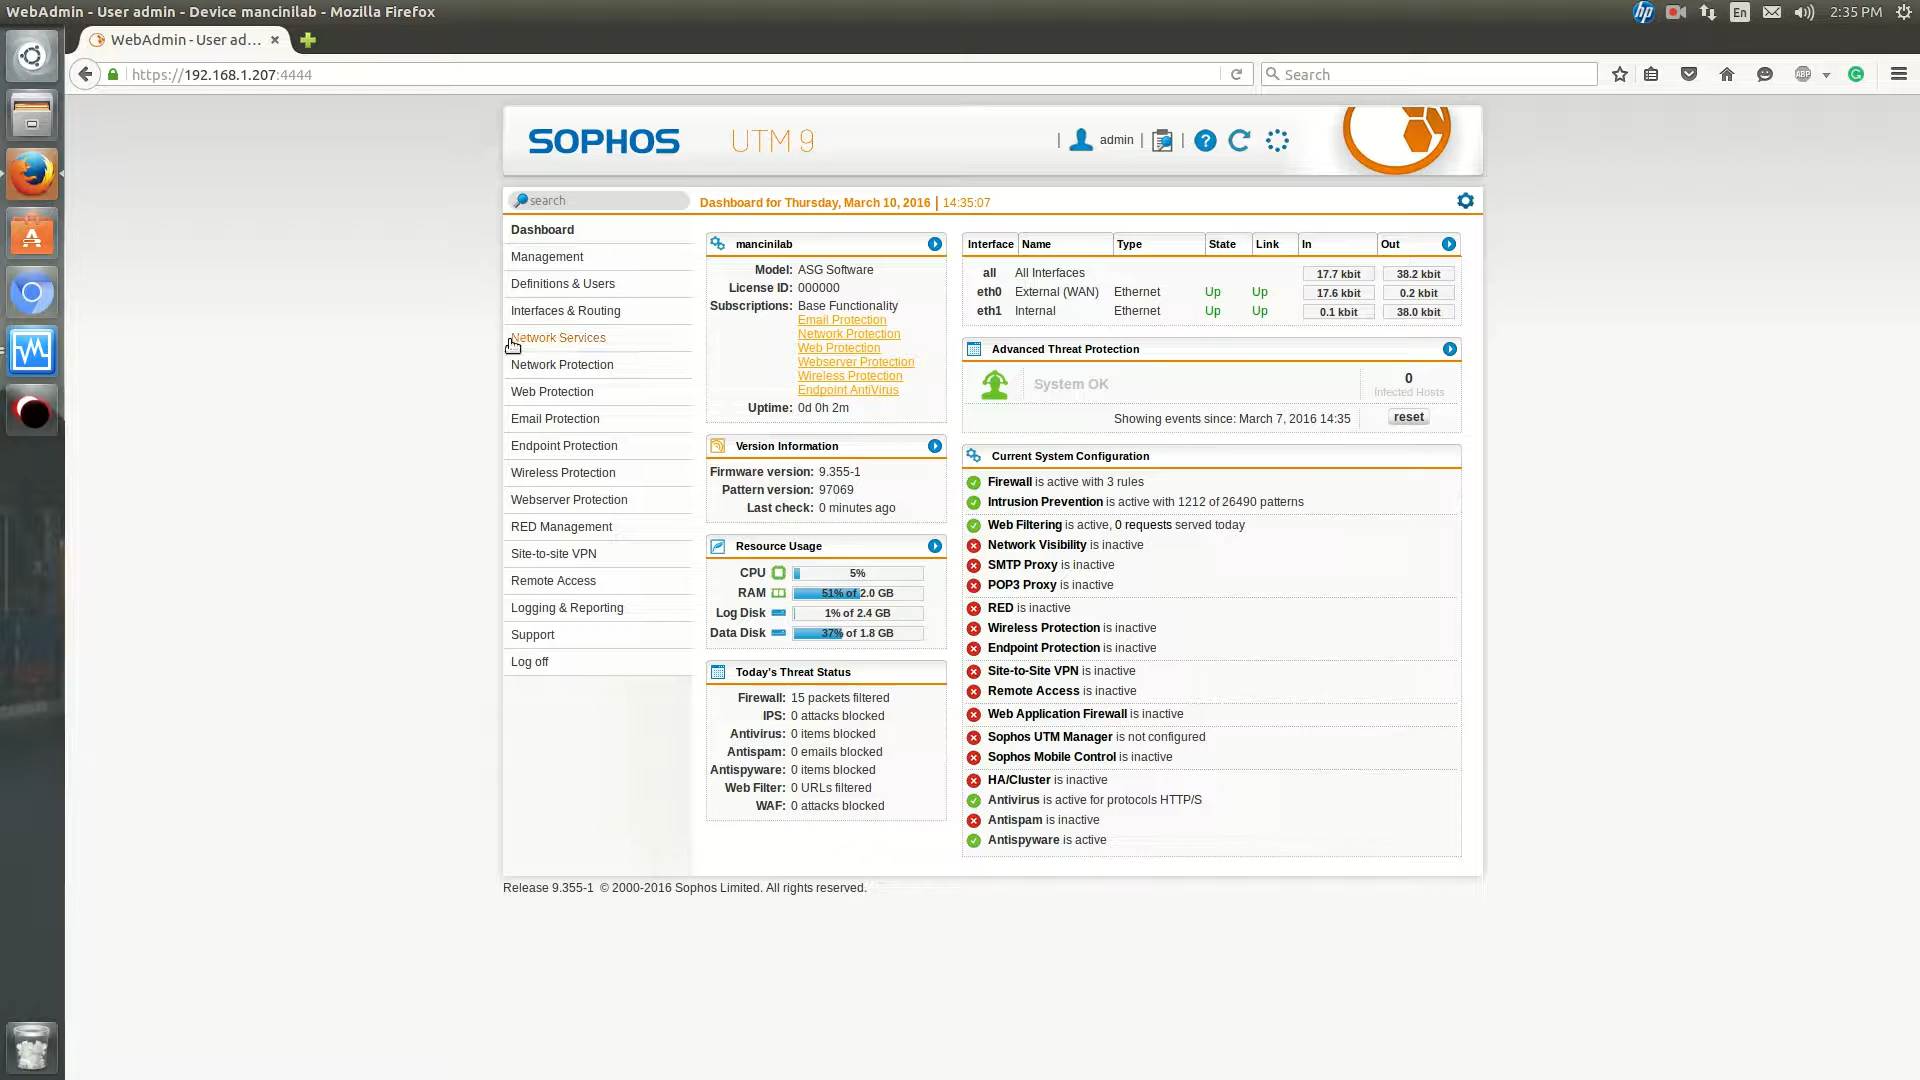 WebAdmin - User admin - Device mancinilab - Mozilla Firefox
hp En 2:35 PM
WebAdmin - User ad... ×
https://192.168.1.207:4444
Search
ABP
SOPHOS UTM 9
| admin | | ?
search
Dashboard for Thursday, March 10, 2016 | 14:35:07
Dashboard
Management
Definitions & Users
Interfaces & Routing
Network Services
Network Protection
Web Protection
Email Protection
Endpoint Protection
Wireless Protection
Webserver Protection
RED Management
Site-to-site VPN
Remote Access
Logging & Reporting
Support
Log off
mancinilab
Model: ASG Software
License ID: 000000
Subscriptions: Base Functionality
Email Protection
Network Protection
Web Protection
Webserver Protection
Wireless Protection
Endpoint AntiVirus
Uptime: 0d 0h 2m
Version Information
Firmware version: 9.355-1
Pattern version: 97069
Last check: 0 minutes ago
Resource Usage
CPU 5%
RAM 51% of 2.0 GB
Log Disk 1% of 2.4 GB
Data Disk 37% of 1.8 GB
Today's Threat Status
Firewall: 15 packets filtered
IPS: 0 attacks blocked
Antivirus: 0 items blocked
Antispam: 0 emails blocked
Antispyware: 0 items blocked
Web Filter: 0 URLs filtered
WAF: 0 attacks blocked
Interface Name Type State Link In Out
all All Interfaces 17.7 kbit 38.2 kbit
eth0 External (WAN) Ethernet Up Up 17.6 kbit 0.2 kbit
eth1 Internal Ethernet Up Up 0.1 kbit 38.0 kbit
Advanced Threat Protection
System OK
0
Infected Hosts
Showing events since: March 7, 2016 14:35 reset
Current System Configuration
Firewall is active with 3 rules
Intrusion Prevention is active with 1212 of 26490 patterns
Web Filtering is active, 0 requests served today
Network Visibility is inactive
SMTP Proxy is inactive
POP3 Proxy is inactive
RED is inactive
Wireless Protection is inactive
Endpoint Protection is inactive
Site-to-Site VPN is inactive
Remote Access is inactive
Web Application Firewall is inactive
Sophos UTM Manager is not configured
Sophos Mobile Control is inactive
HA/Cluster is inactive
Antivirus is active for protocols HTTP/S
Antispam is inactive
Antispyware is active
Release 9.355-1 © 2000-2016 Sophos Limited. All rights reserved.